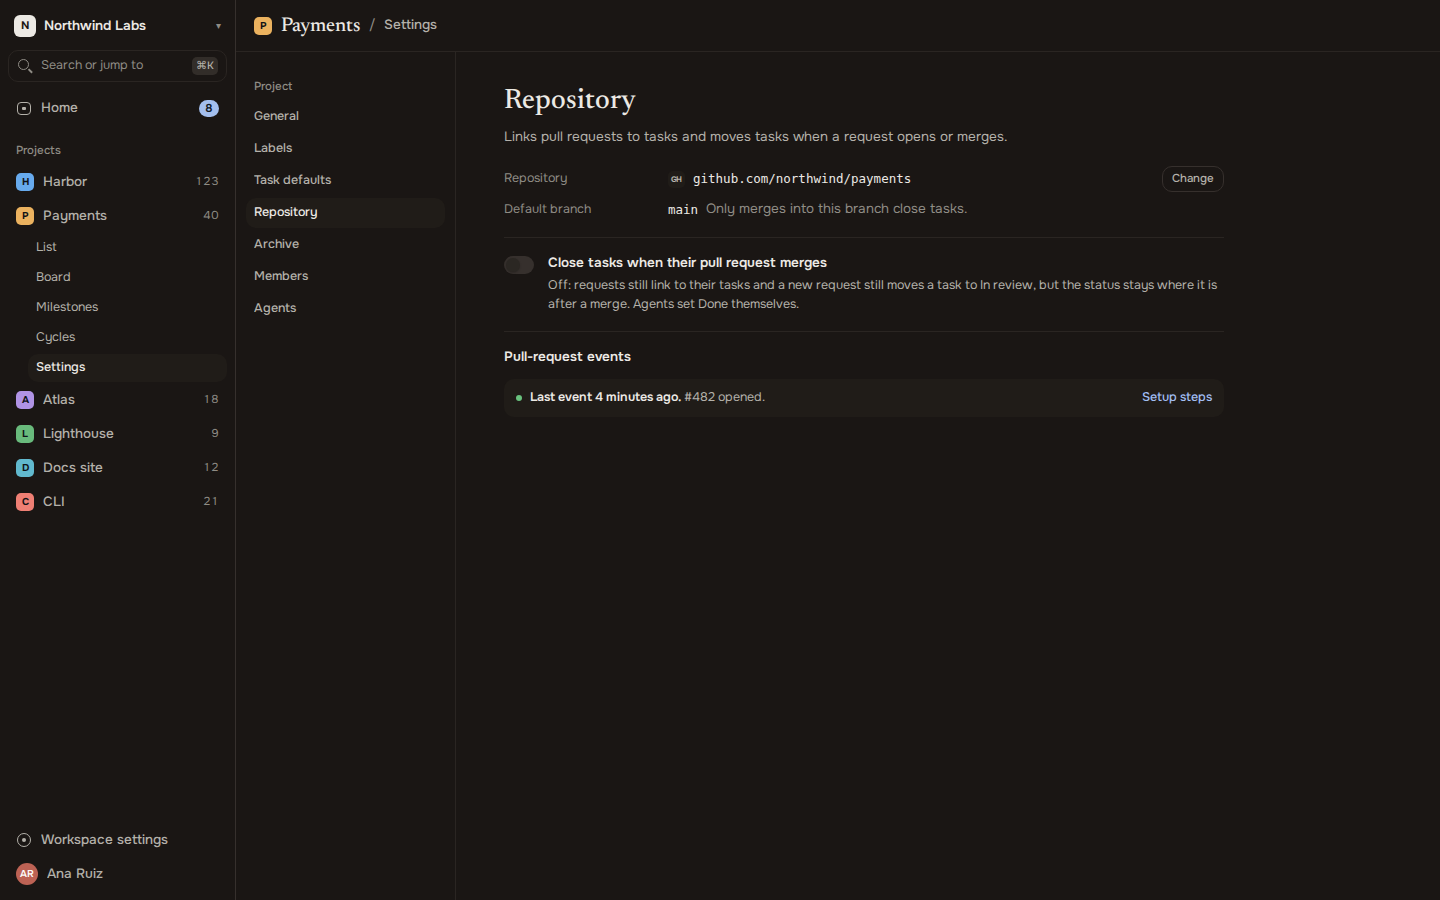 N Northwind Labs
Search or jump to ⌘K
Home 8
Projects
H Harbor 123
P Payments 40
List
Board
Milestones
Cycles
Settings
A Atlas 18
L Lighthouse 9
D Docs site 12
C CLI 21
Workspace settings
AR Ana Ruiz
P Payments / Settings
Project
General
Labels
Task defaults
Repository
Archive
Members
Agents
Repository
Links pull requests to tasks and moves tasks when a request opens or merges.
Repository GH github.com/northwind/payments Change
Default branch main Only merges into this branch close tasks.
Close tasks when their pull request merges
Off: requests still link to their tasks and a new request still moves a task to In review, but the status stays where it is
after a merge. Agents set Done themselves.
Pull-request events
Last event 4 minutes ago. #482 opened. Setup steps